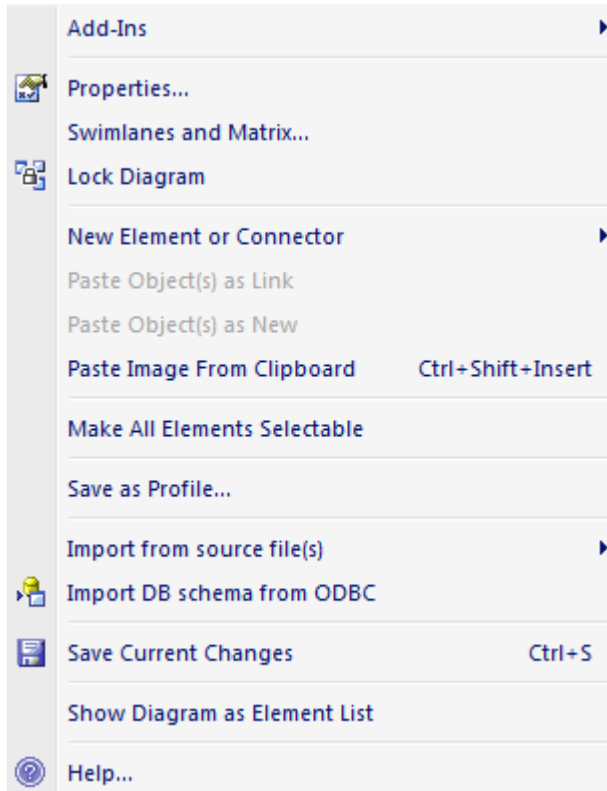 Add-Ins
Properties...
Swimlanes and Matrix...
Lock Diagram
New Element or Connector
Paste Object(s) as Link
Paste Object(s) as New
Paste Image From Clipboard Ctrl+Shift+Insert
Make All Elements Selectable
Save as Profile...
Import from source file(s)
Import DB schema from ODBC
Save Current Changes Ctrl+S
Show Diagram as Element List
Help...